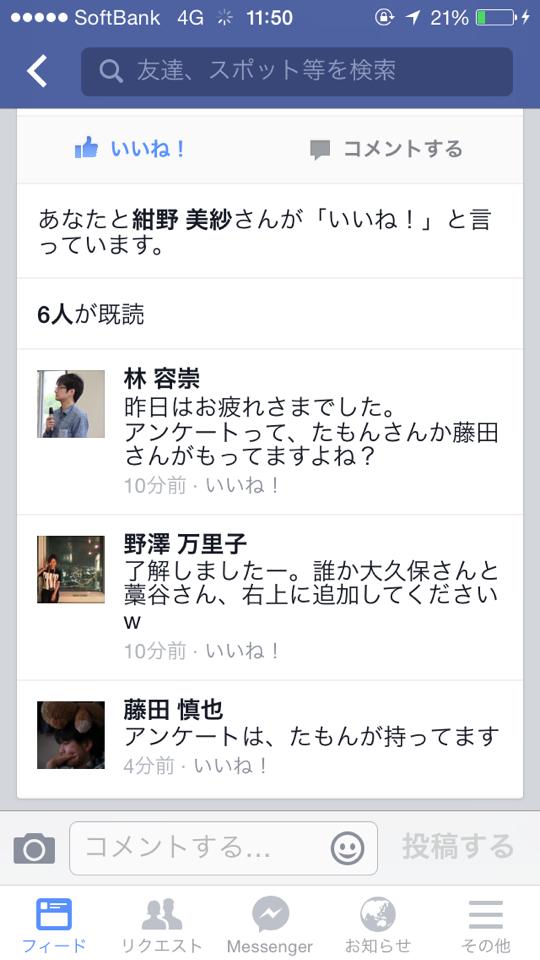 SoftBank 4G 11:50 21%
友達、スポット等を検索
いいね！ コメントする
あなたと紺野 美紗さんが「いいね！」と言
っています。
6人が既読
林 容崇
昨日はお疲れさまでした。
アンケートって、たもんさんか藤田
さんがもってますよね？
10分前 · いいね！
野澤 万里子
了解しましたー。誰か大久保さんと
藁谷さん、右上に追加してください
w
10分前 · いいね！
藤田 慎也
アンケートは、たもんが持ってます
4分前 · いいね！
コメントする... 投稿する
フィード リクエスト Messenger お知らせ その他